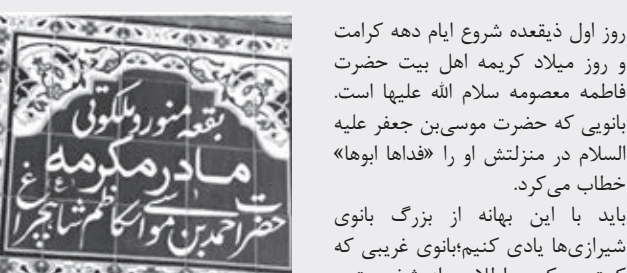 روز اول ذیقعده شروع ایام دهه کرامت
و روز میلاد کریمه اهل بیت حضرت
فاطمه معصومه سلام الله علیها است.
بانویی که حضرت موسی‌بن جعفر علیه
السلام در منزلتش او را «فداها ابوها»
خطاب می‌کرد.
باید با این بهانه از بزرگ بانوی
شیرازی‌ها یادی کنیم؛بانوی غریبی که
بقعه منور و ملکوتی
مادر مکرمه
حضرت احمد بن موسی الکاظم شاهچراغ